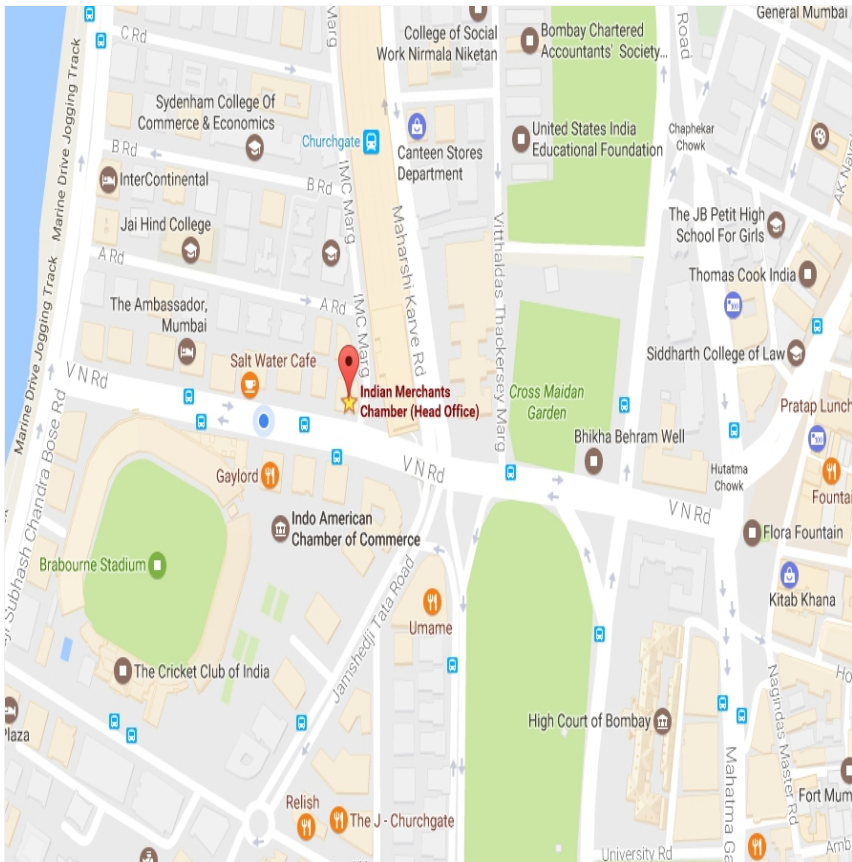 C Rd
Marg
College of Social
Work Nirmala Niketan
Bombay Chartered
Accountants' Society...
Road
General Mumbai
Marine Drive Jogging Track
Sydenham College Of
Commerce & Economics
Churchgate
Canteen Stores
Department
United States India
Educational Foundation
Chaphekar
Chowk
B Rd
B Rd
IMC Marg
InterContinental
Jai Hind College
Maharshi Karve Rd
Vitthaldas Thackersey Marg
The JB Petit High
School For Girls
A Rd
A Rd
IMC Marg
Thomas Cook India
The Ambassador,
Mumbai
Marine Drive Jogging Track
Salt Water Cafe
Siddharth College of Law
V N Rd
Indian Merchants
Chamber (Head Office)
Cross Maidan
Garden
Pratap Lunch
Bhikha Behram Well
Subhash Chandra Bose Rd
Gaylord
V N Rd
Hutatma
Chowk
V N Rd
Indo American
Chamber of Commerce
Flora Fountain
Brabourne Stadium
Kitab Khana
Umame
Jamshedji Tata Road
The Cricket Club of India
High Court of Bombay
Nagindas Master Rd
Plaza
Mahatma Ga
Relish
The J - Churchgate
Fort Mum
University Rd
Amb